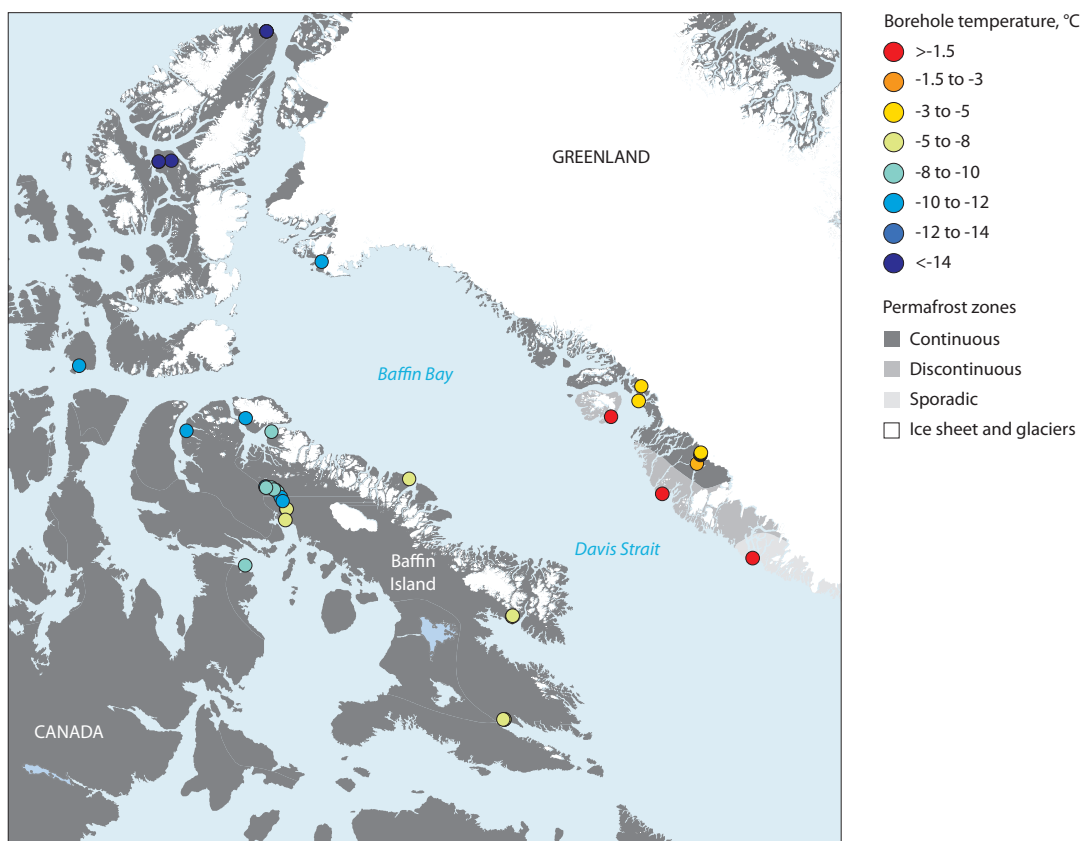 GREENLAND
Baffin Bay
Davis Strait
Baffin
Island
CANADA
Borehole temperature, °C
>-1.5
-1.5 to -3
-3 to -5
-5 to -8
-8 to -10
-10 to -12
-12 to -14
<-14
Permafrost zones
Continuous
Discontinuous
Sporadic
Ice sheet and glaciers